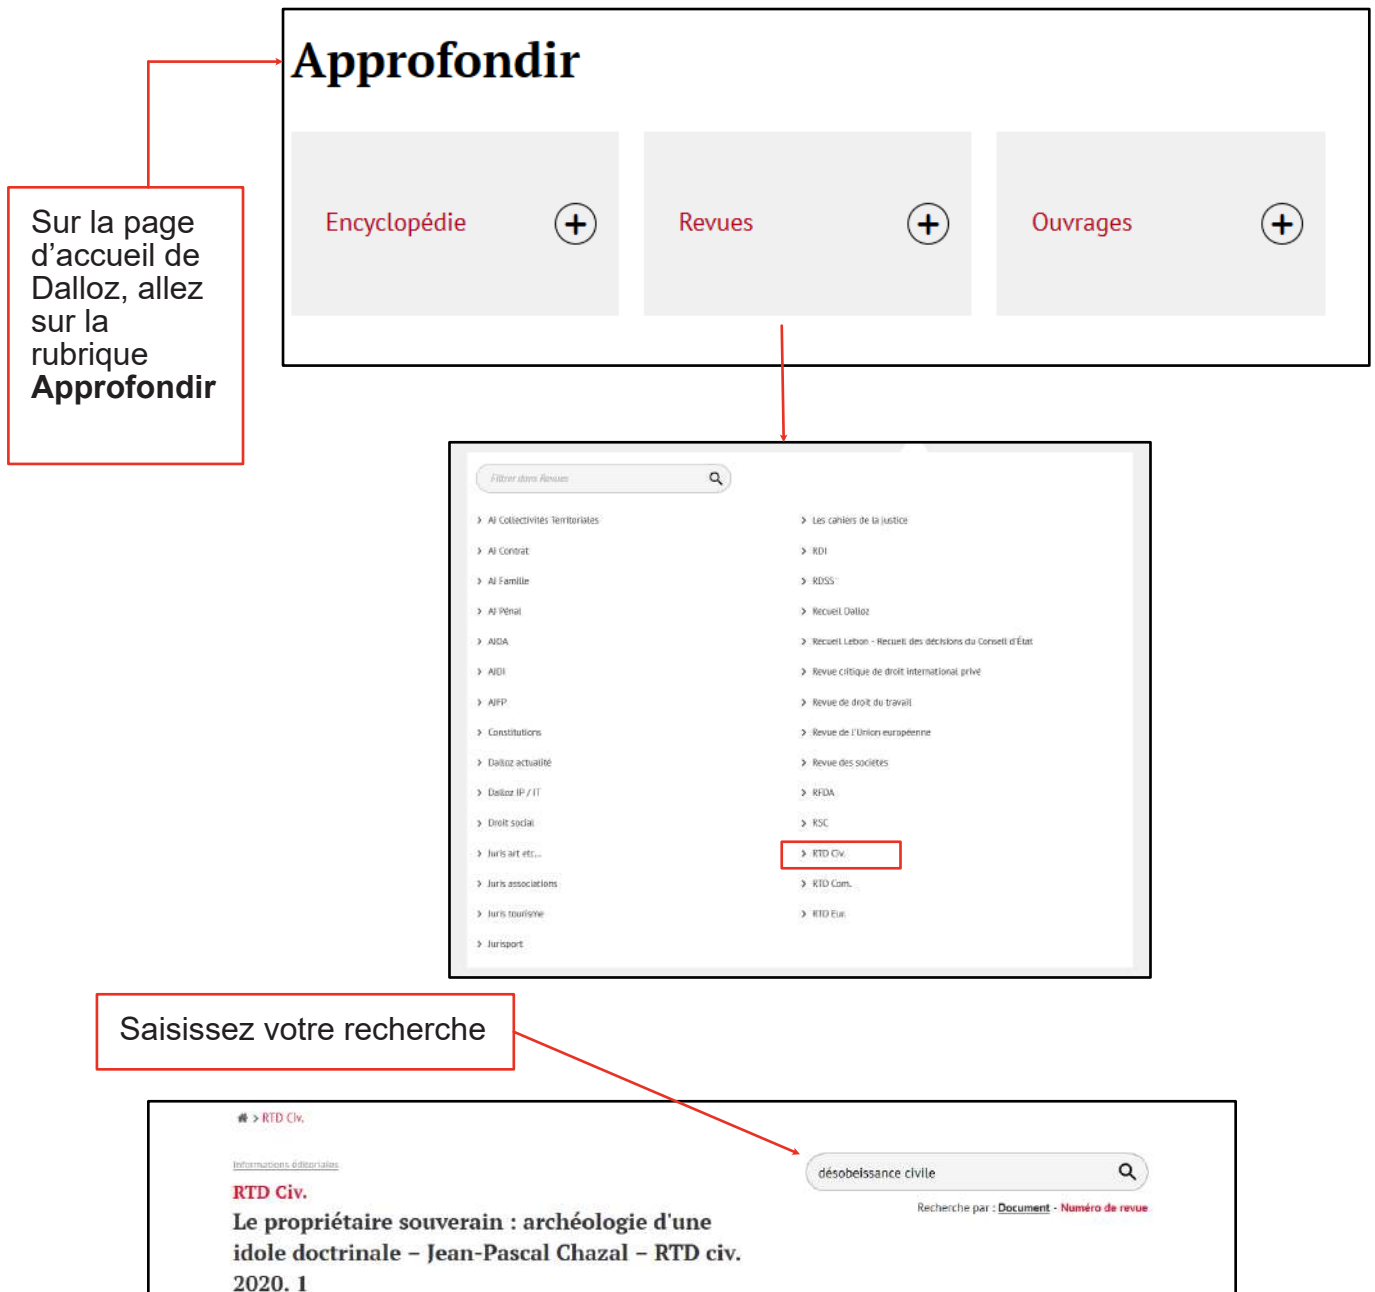 Approfondir
Encyclopédie
Revues
Ouvrages
Sur la page
d'accueil de
Dalloz, allez
sur la
rubrique
Approfondir
Filtrer dans Revues
AJ Collectivités Territoriales
AJ Contrat
AJ Famille
AJ Pénal
AJDA
AJDI
AJFP
Constitutions
Dalloz actualité
Dalloz IP / IT
Droit social
Juris art etc...
Juris associations
Juris tourisme
Jurisport
Les cahiers de la justice
RDI
RDSS
Recueil Dalloz
Recueil Lebon - Recueil des décisions du Conseil d'État
Revue critique de droit international privé
Revue de droit du travail
Revue de l'Union européenne
Revue des sociétés
RFDA
RSC
RTD Civ.
RTD Com.
RTD Eur.
Saisissez votre recherche
> RTD Civ.
Informations éditoriales
désobeissance civile
Recherche par : Document - Numéro de revue
RTD Civ.
Le propriétaire souverain : archéologie d'une
idole doctrinale – Jean-Pascal Chazal – RTD civ.
2020. 1